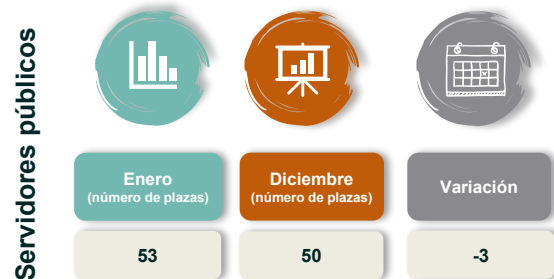 Servidores públicos
Enero
(número de plazas)
Diciembre
(número de plazas)
Variación
53
50
-3